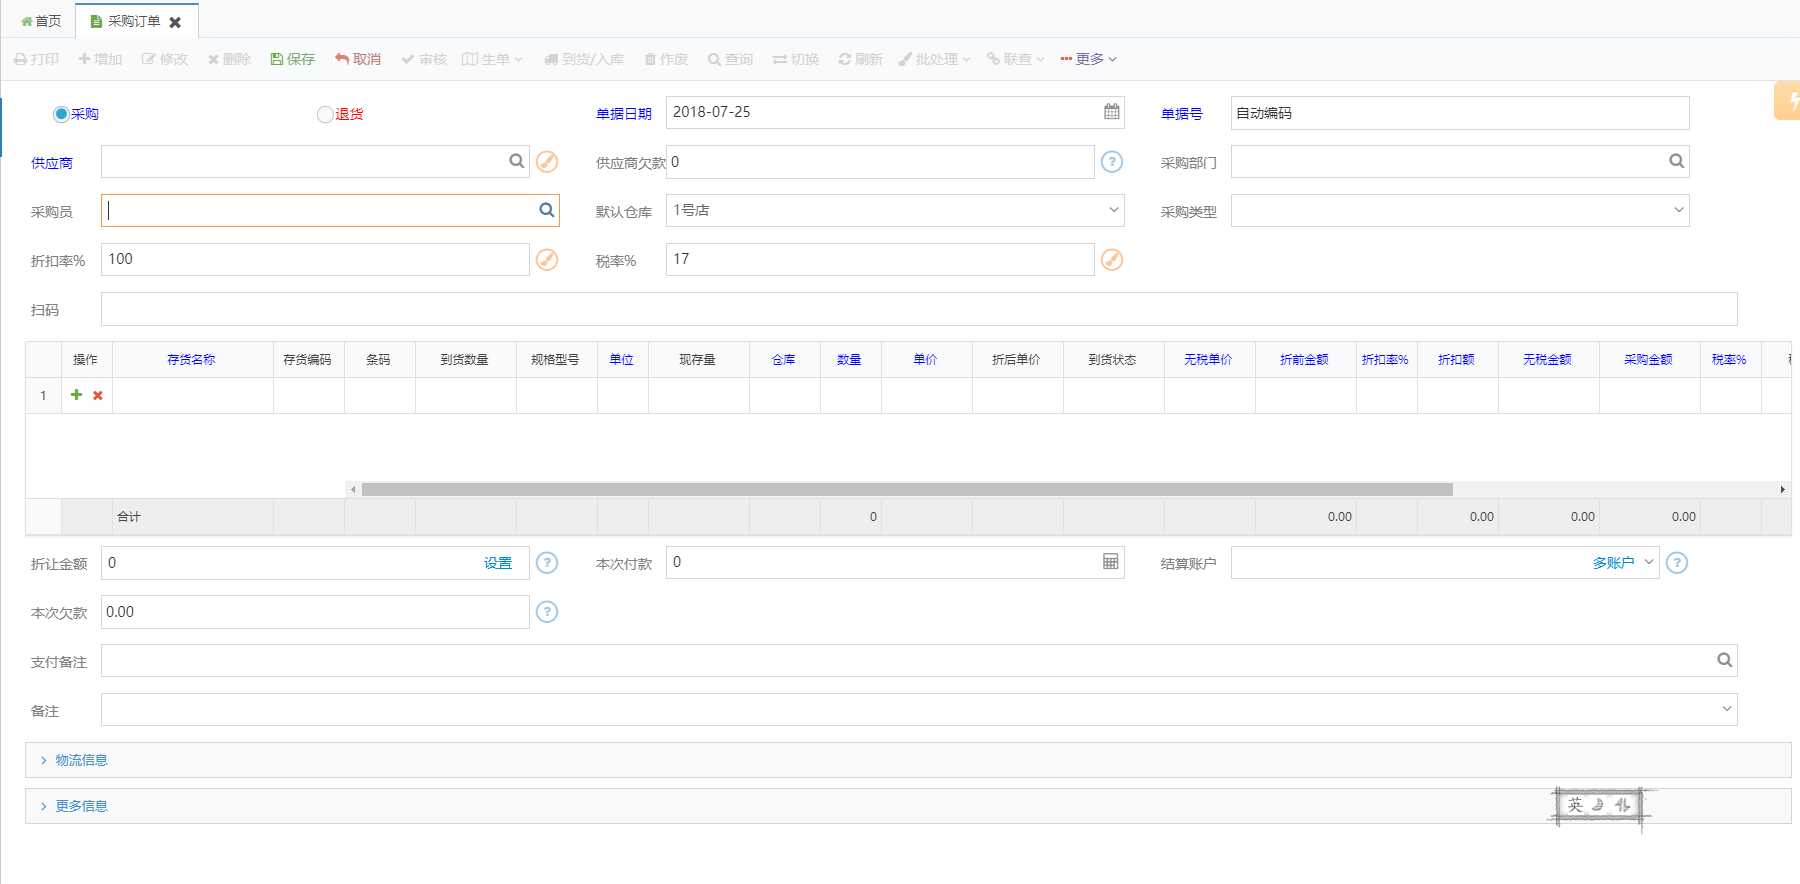 首页 采购订单
打印 增加 修改 删除 保存 取消 审核 生单 到货/入库 作废 查询 切换 刷新 批处理 联查 更多
采购 退货 单据日期 2018-07-25 单据号 自动编码
供应商 供应商欠款 0 采购部门
采购员 默认仓库 1号店 采购类型
折扣率% 100 税率% 17
扫码
操作 存货名称 存货编码 条码 到货数量 规格型号 单位 现存量 仓库 数量 单价 折后单价 到货状态 无税单价 折前金额 折扣率% 折扣额 无税金额 采购金额 税率%
1
合计 0 0.00 0.00 0.00 0.00
折让金额 0 设置 本次付款 0 结算账户 多账户
本次欠款 0.00
支付备注
备注
物流信息
更多信息
英